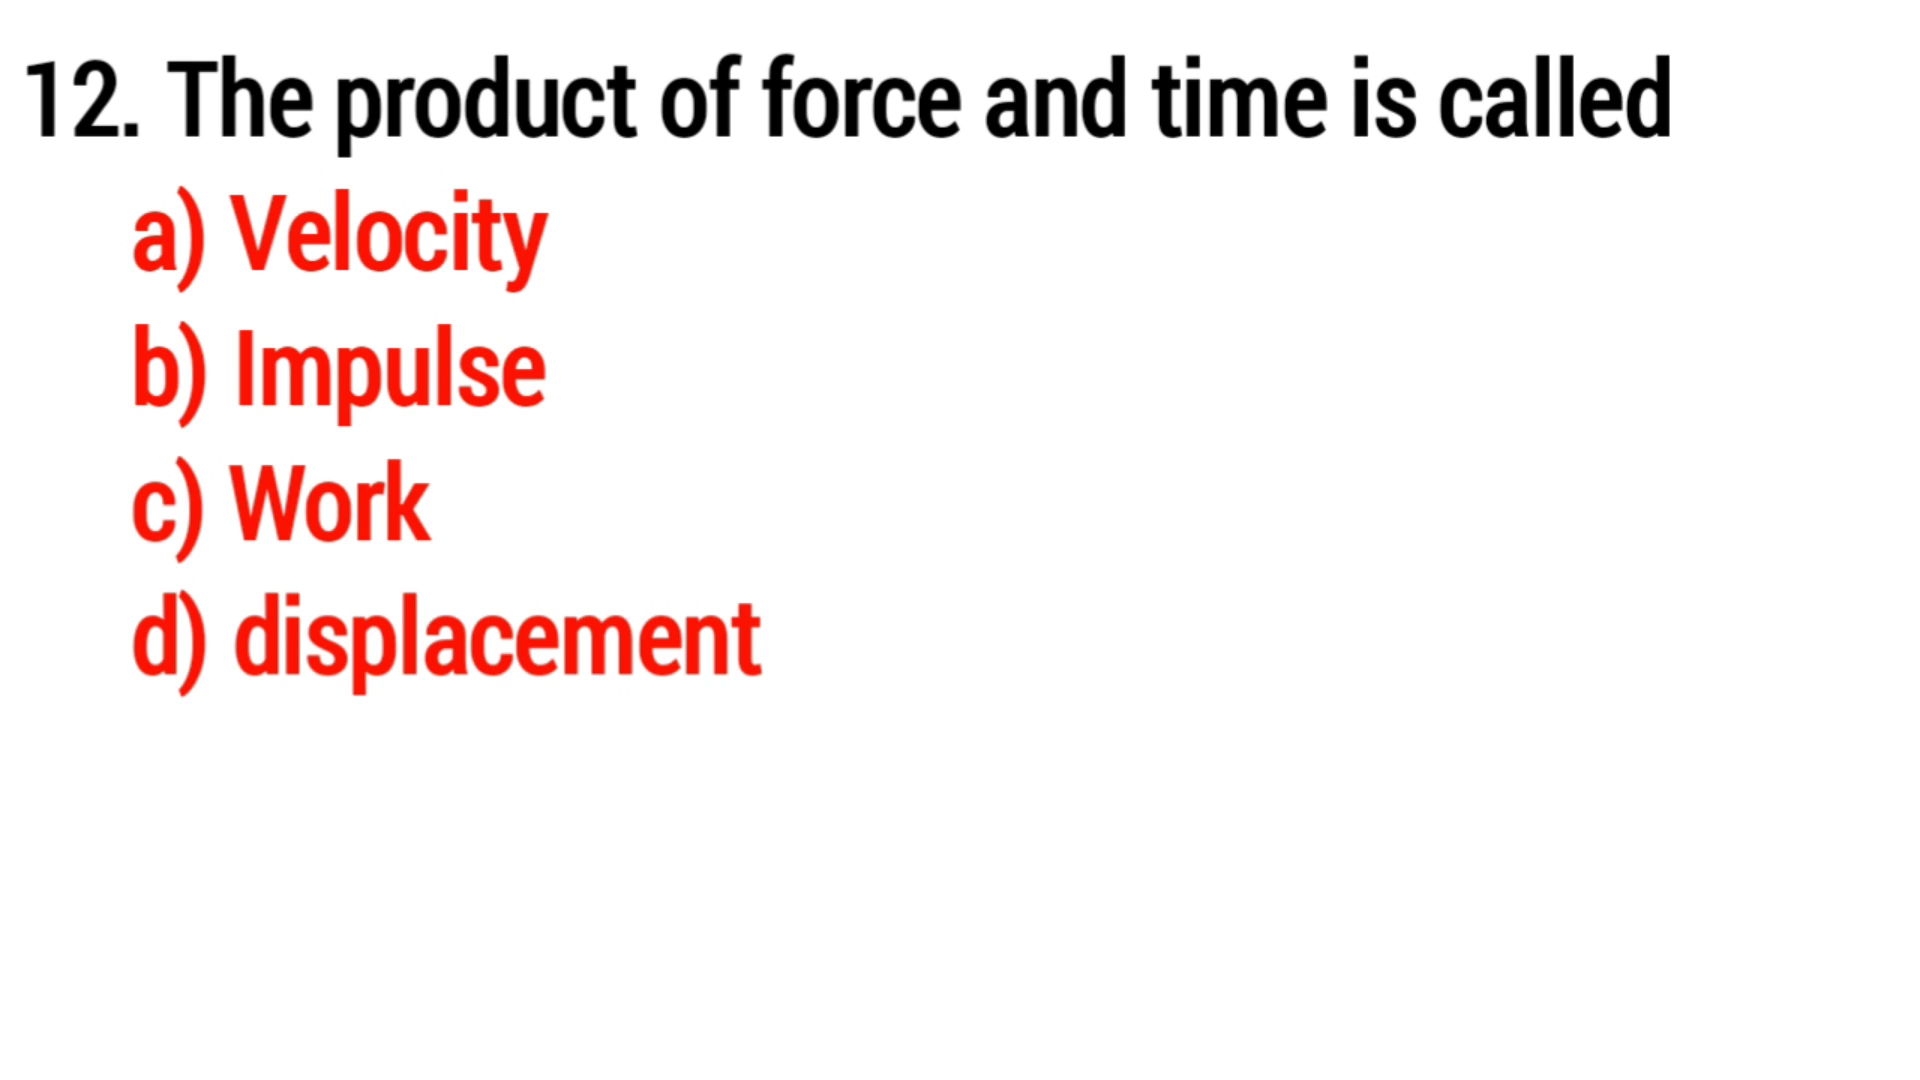 12. The product of force and time is called
a) Velocity
b) Impulse
c) Work
d) displacement